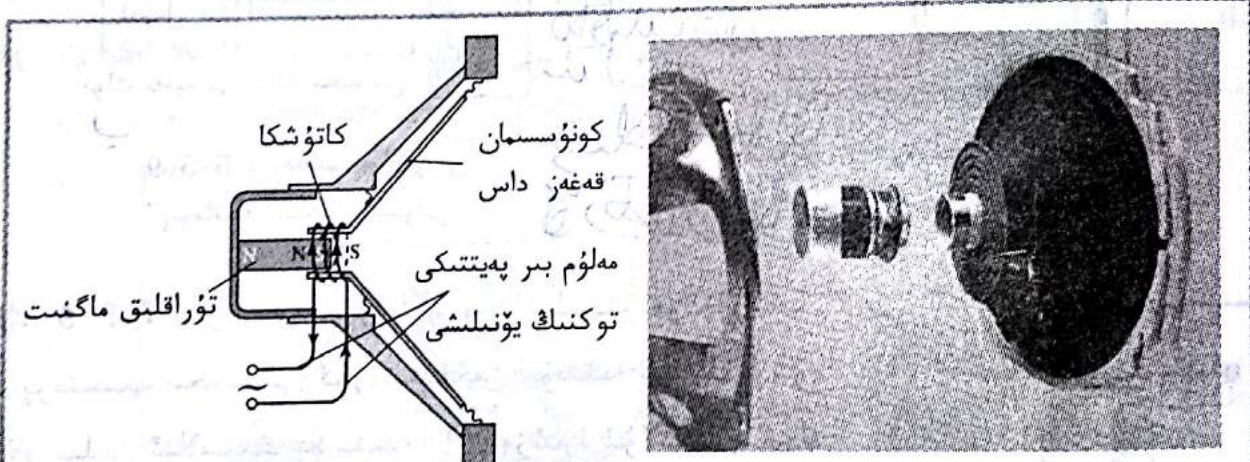 كاتۇشكا
كونۇسسىمان
قەغەز داس
N
N
S
مەلۇم بىر پەيتتىكى
توكنىڭ يۆنىلىشى
تۇراقلىق ماگنىت
~